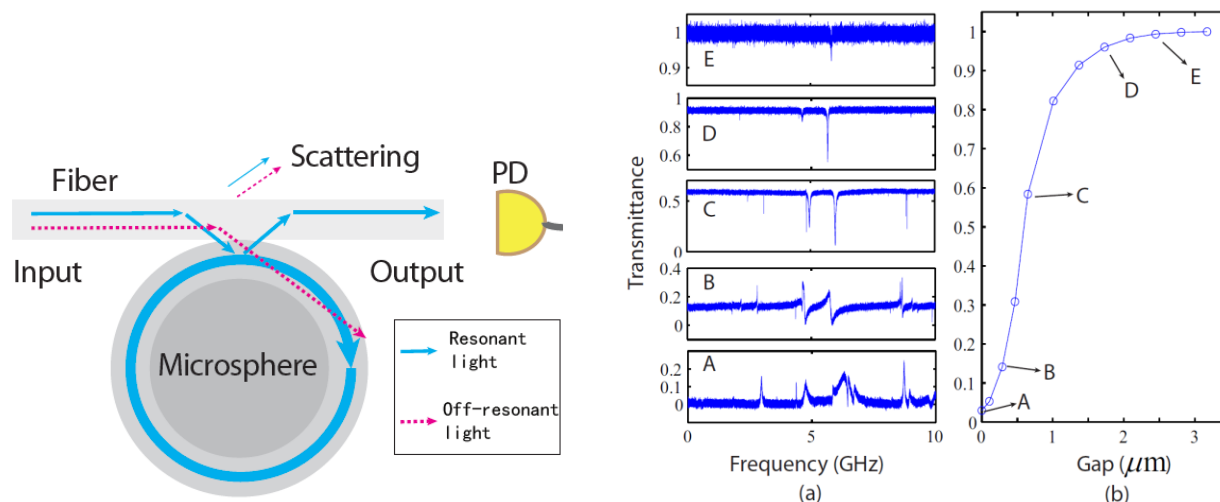 Scattering
PD
Fiber
Input
Output
Microsphere
Resonant
light
Off-resonant
light
Transmittance
1
0.9
E
1
0.8
0.6
D
0.5
0
C
0.4
0.2
0
B
0.2
0.1
0
A
0
5
10
Frequency (GHz)
(a)
1
0.9
0.8
0.7
0.6
0.5
0.4
0.3
0.2
0.1
0
E
D
C
B
A
0
1
2
3
Gap (μm)
(b)